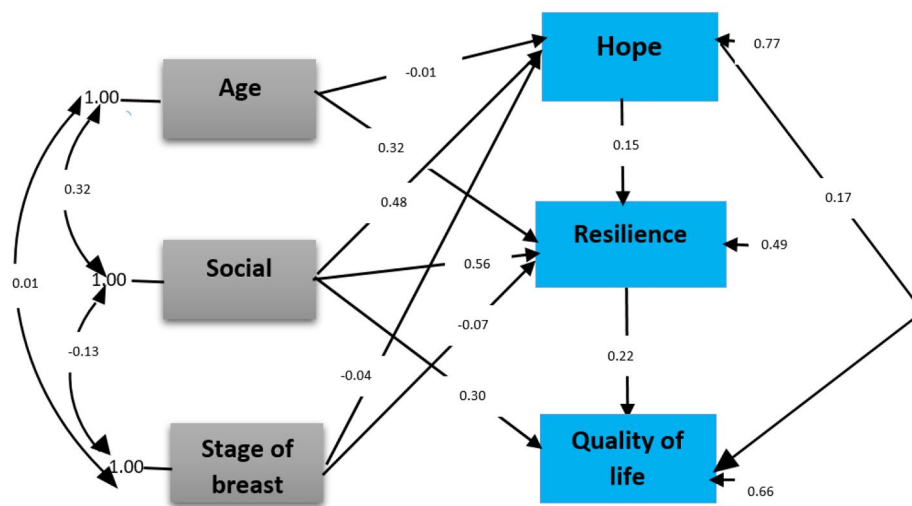 Hope
0.77
Age
1.00
-0.01
0.15
0.32
0.32
0.48
0.17
Resilience
0.49
Social
1.00
0.56
0.01
-0.07
-0.13
0.22
-0.04
0.30
Stage of
breast
1.00
Quality of
life
0.66